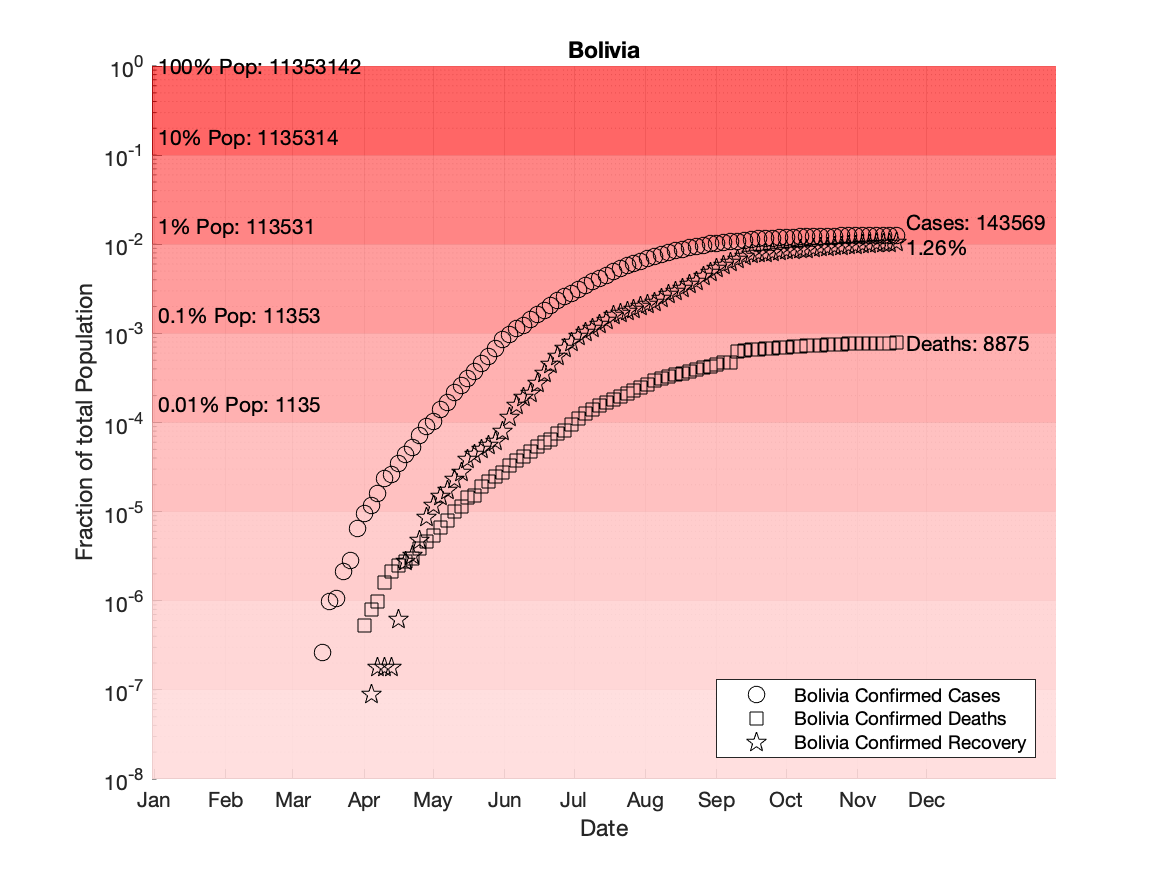 Bolivia
10^0
100% Pop: 11353142
10% Pop: 1135314
10^-1
1% Pop: 113531
Cases: 143569
10^-2
1.26%
0.1% Pop: 11353
10^-3
Deaths: 8875
0.01% Pop: 1135
10^-4
10^-5
10^-6
10^-7
10^-8
Fraction of total Population
Bolivia Confirmed Cases
Bolivia Confirmed Deaths
Bolivia Confirmed Recovery
Jan Feb Mar Apr May Jun Jul Aug Sep Oct Nov Dec
Date